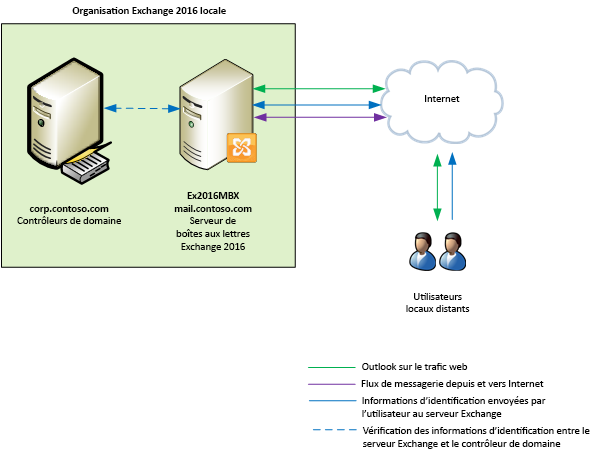 Organisation Exchange 2016 locale
Internet
corp.contoso.com
Contrôleurs de domaine
Ex2016MBX
mail.contoso.com
Serveur de
boîtes aux lettres
Exchange 2016
Utilisateurs
locaux distants
Outlook sur le trafic web
Flux de messagerie depuis et vers Internet
Informations d’identification envoyées par
l’utilisateur au serveur Exchange
Vérification des informations d’identification entre le
serveur Exchange et le contrôleur de domaine